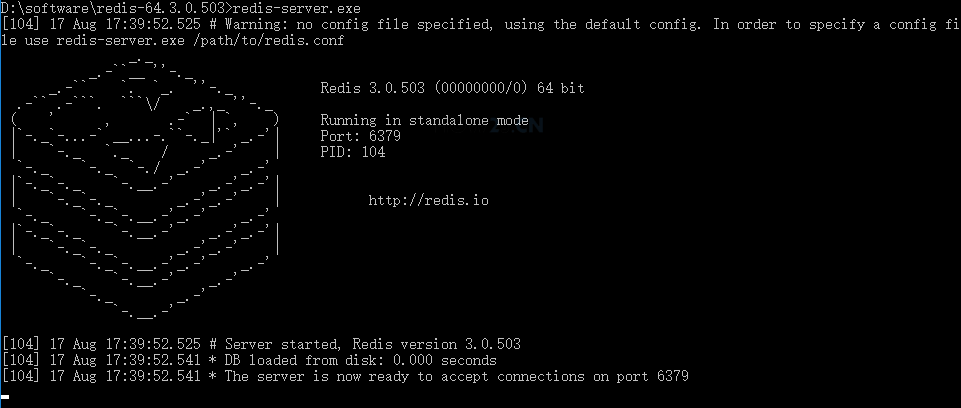 D:\software\redis-64.3.0.503>redis-server.exe
[104] 17 Aug 17:39:52.525 # Warning: no config file specified, using the default config. In order to specify a config fi
le use redis-server.exe /path/to/redis.conf
Redis 3.0.503 (00000000/0) 64 bit
Running in standalone mode
Port: 6379
PID: 104
http://redis.io
[104] 17 Aug 17:39:52.525 # Server started, Redis version 3.0.503
[104] 17 Aug 17:39:52.541 * DB loaded from disk: 0.000 seconds
[104] 17 Aug 17:39:52.541 * The server is now ready to accept connections on port 6379